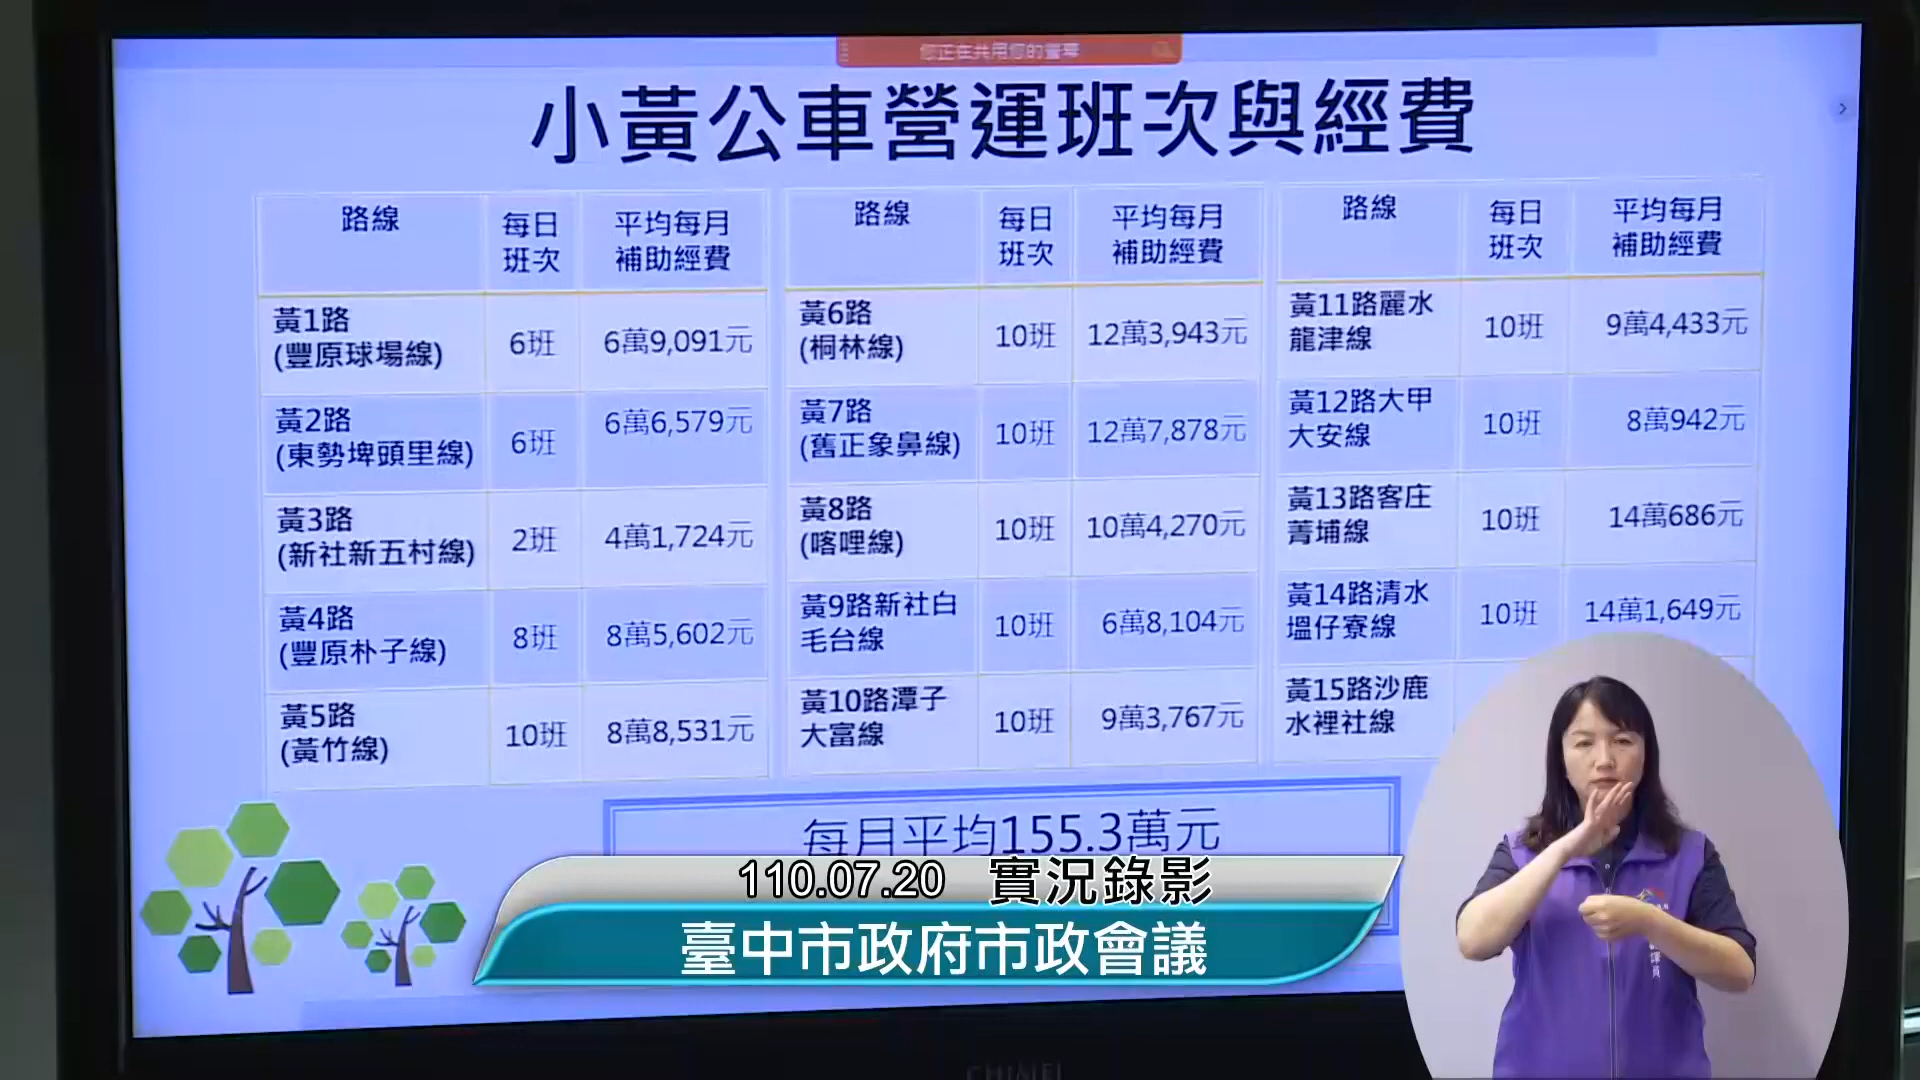 您正在共用您的螢幕
小黃公車營運班次與經費
路線 每日班次 平均每月補助經費
黃1路(豐原球場線) 6班 6萬9,091元
黃2路(東勢埤頭里線) 6班 6萬6,579元
黃3路(新社新五村線) 2班 4萬1,724元
黃4路(豐原朴子線) 8班 8萬5,602元
黃5路(黃竹線) 10班 8萬8,531元
路線 每日班次 平均每月補助經費
黃6路(桐林線) 10班 12萬3,943元
黃7路(舊正象鼻線) 10班 12萬7,878元
黃8路(喀哩線) 10班 10萬4,270元
黃9路新社白毛台線 10班 6萬8,104元
黃10路潭子大富線 10班 9萬3,767元
路線 每日班次 平均每月補助經費
黃11路麗水龍津線 10班 9萬4,433元
黃12路大甲大安線 10班 8萬942元
黃13路客庄菁埔線 10班 14萬686元
黃14路清水塭仔寮線 10班 14萬1,649元
黃15路沙鹿水裡社線
每月平均155.3萬元
110.07.20 實況錄影
臺中市政府市政會議
CHIMEI